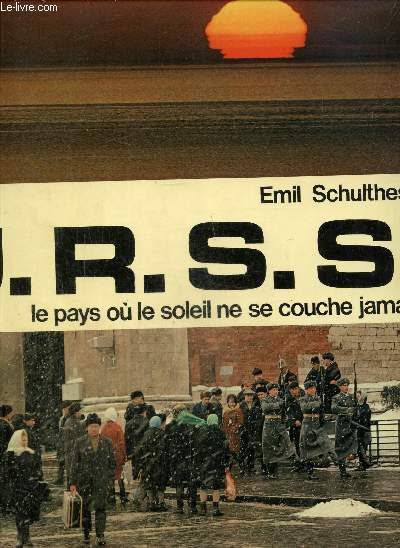 Le-livre.com
Emil Schulthes
U.R.S.S.
le pays où le soleil ne se couche jama